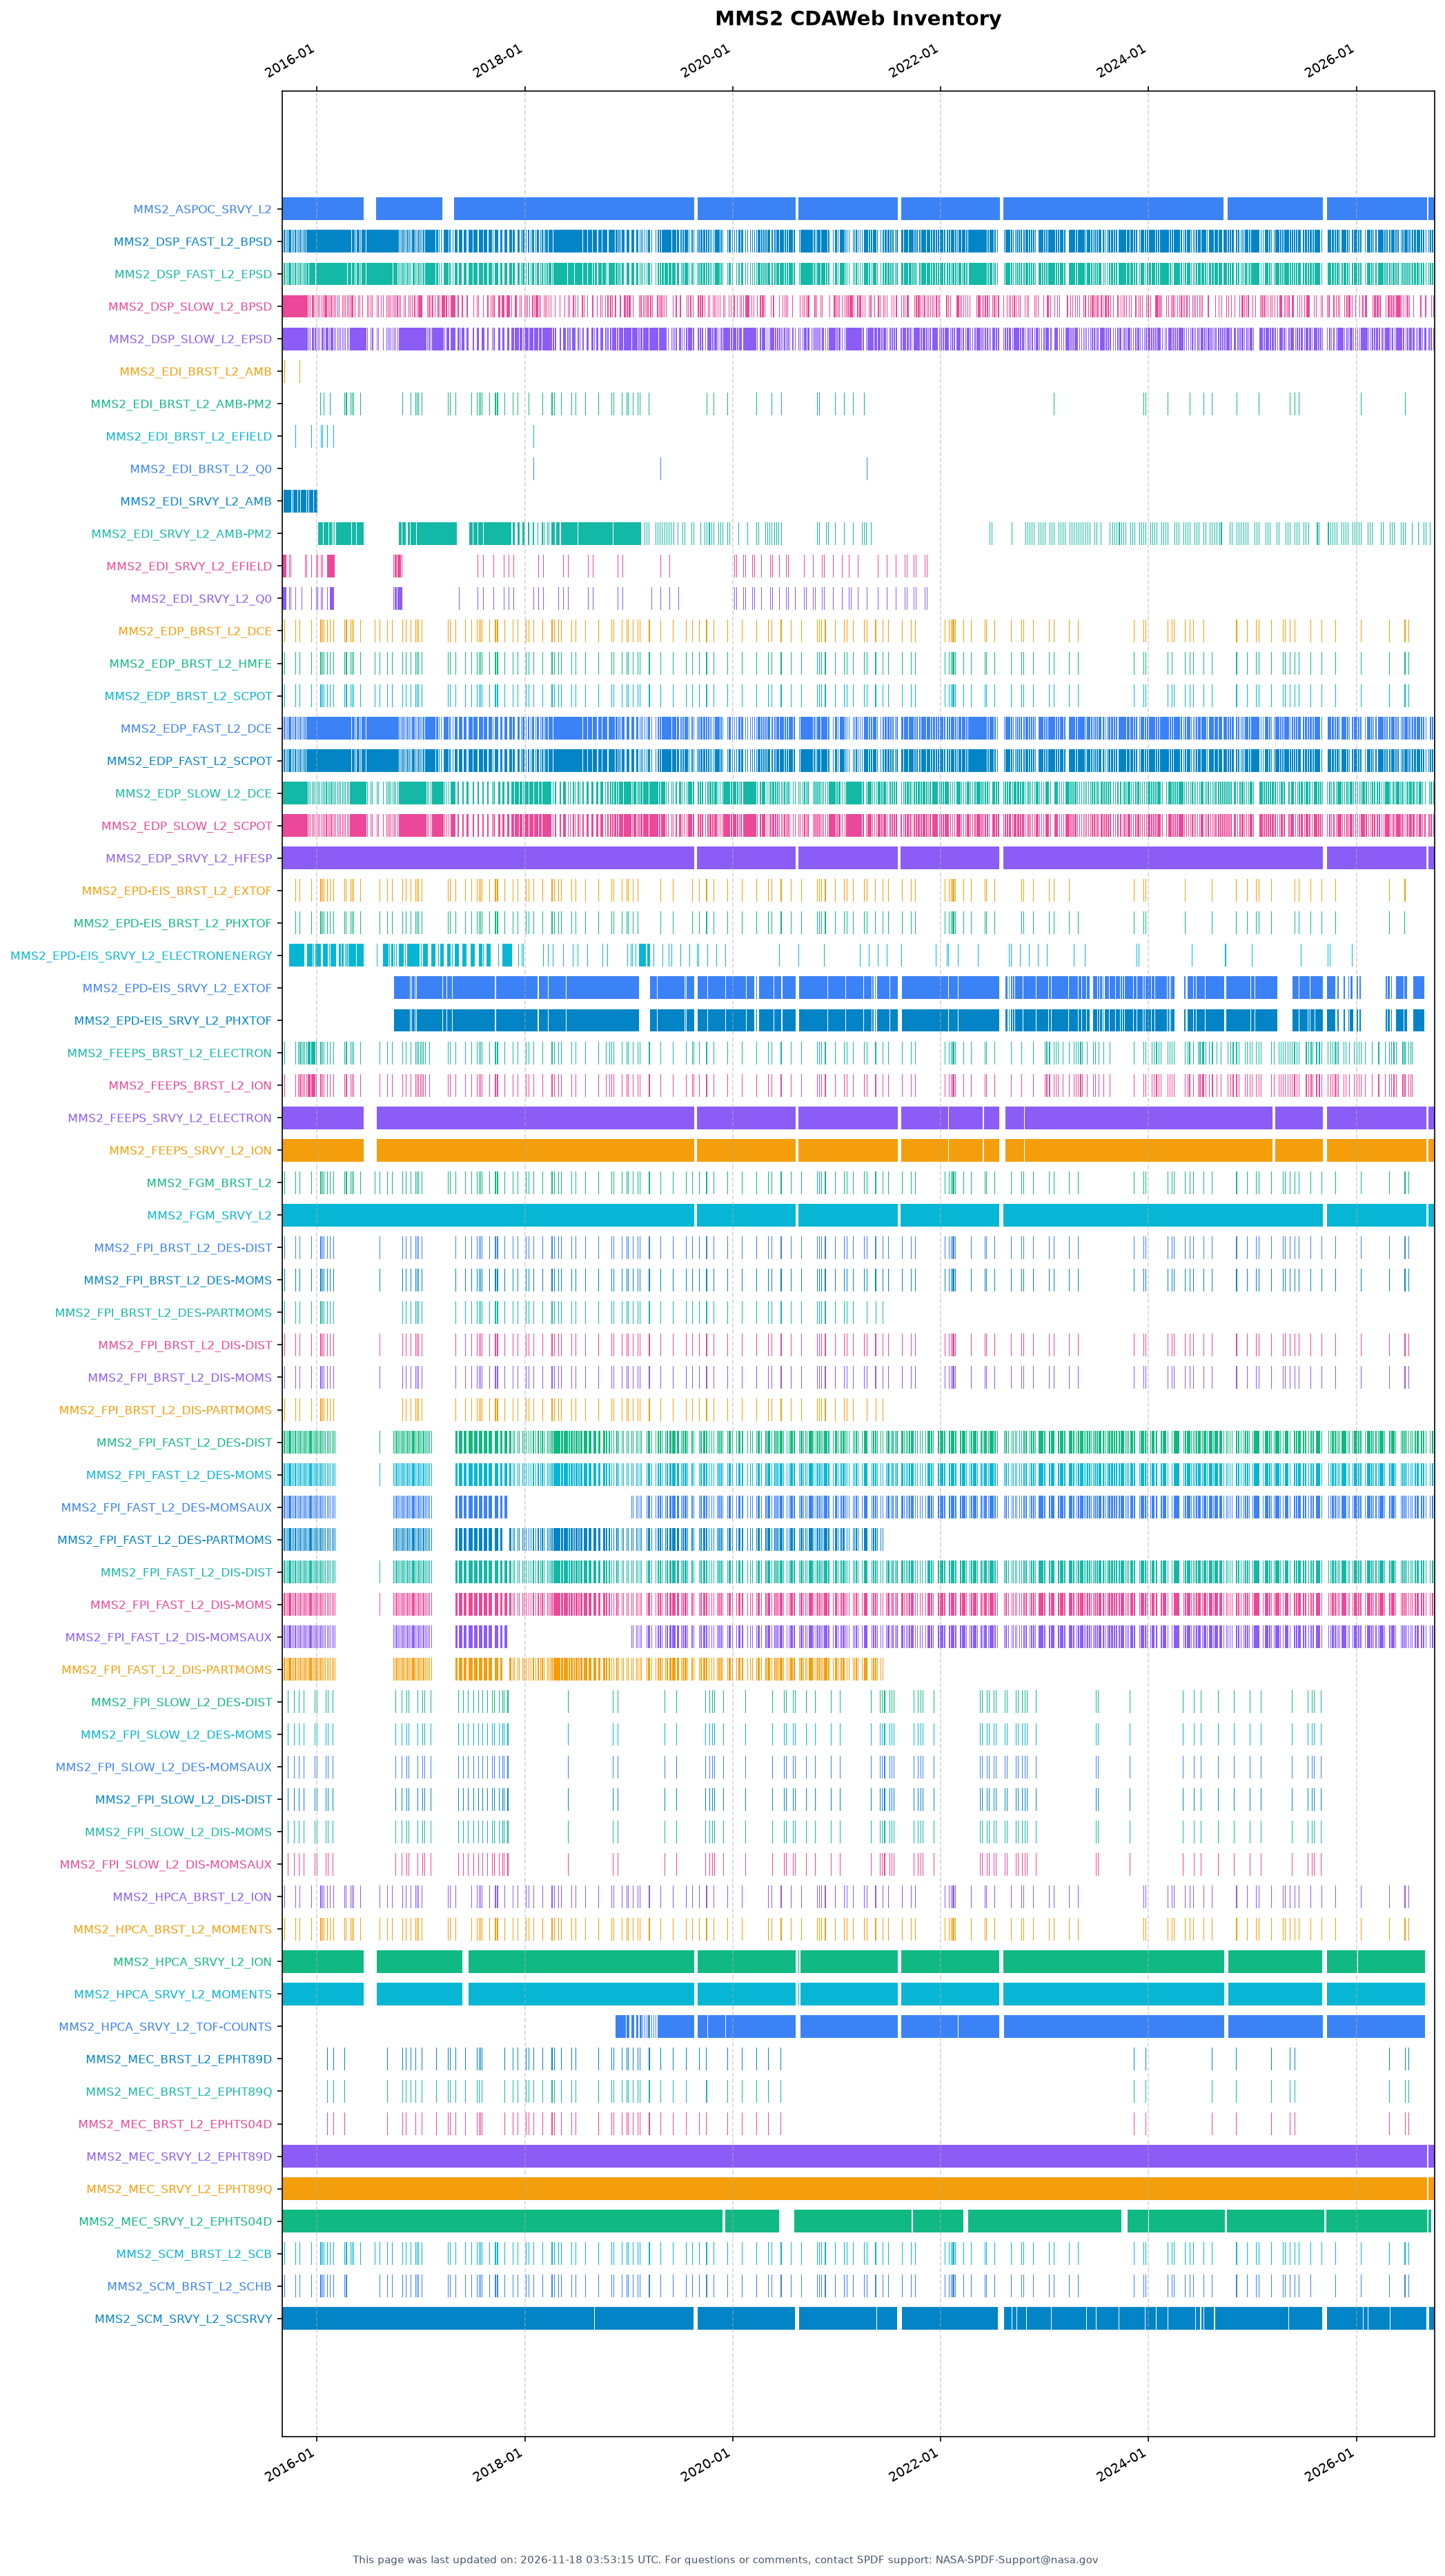 MMS2 CDAWeb Inventory
2016-01 2018-01 2020-01 2022-01 2024-01 2026-01
MMS2_ASPOC_SRVY_L2
MMS2_DSP_FAST_L2_BPSD
MMS2_DSP_FAST_L2_EPSD
MMS2_DSP_SLOW_L2_BPSD
MMS2_DSP_SLOW_L2_EPSD
MMS2_EDI_BRST_L2_AMB
MMS2_EDI_BRST_L2_AMB-PM2
MMS2_EDI_BRST_L2_EFIELD
MMS2_EDI_BRST_L2_Q0
MMS2_EDI_SRVY_L2_AMB
MMS2_EDI_SRVY_L2_AMB-PM2
MMS2_EDI_SRVY_L2_EFIELD
MMS2_EDI_SRVY_L2_Q0
MMS2_EDP_BRST_L2_DCE
MMS2_EDP_BRST_L2_HMFE
MMS2_EDP_BRST_L2_SCPOT
MMS2_EDP_FAST_L2_DCE
MMS2_EDP_FAST_L2_SCPOT
MMS2_EDP_SLOW_L2_DCE
MMS2_EDP_SLOW_L2_SCPOT
MMS2_EDP_SRVY_L2_HFESP
MMS2_EPD-EIS_BRST_L2_EXTOF
MMS2_EPD-EIS_BRST_L2_PHXTOF
MMS2_EPD-EIS_SRVY_L2_ELECTRONENERGY
MMS2_EPD-EIS_SRVY_L2_EXTOF
MMS2_EPD-EIS_SRVY_L2_PHXTOF
MMS2_FEEPS_BRST_L2_ELECTRON
MMS2_FEEPS_BRST_L2_ION
MMS2_FEEPS_SRVY_L2_ELECTRON
MMS2_FEEPS_SRVY_L2_ION
MMS2_FGM_BRST_L2
MMS2_FGM_SRVY_L2
MMS2_FPI_BRST_L2_DES-DIST
MMS2_FPI_BRST_L2_DES-MOMS
MMS2_FPI_BRST_L2_DES-PARTMOMS
MMS2_FPI_BRST_L2_DIS-DIST
MMS2_FPI_BRST_L2_DIS-MOMS
MMS2_FPI_BRST_L2_DIS-PARTMOMS
MMS2_FPI_FAST_L2_DES-DIST
MMS2_FPI_FAST_L2_DES-MOMS
MMS2_FPI_FAST_L2_DES-MOMSAUX
MMS2_FPI_FAST_L2_DES-PARTMOMS
MMS2_FPI_FAST_L2_DIS-DIST
MMS2_FPI_FAST_L2_DIS-MOMS
MMS2_FPI_FAST_L2_DIS-MOMSAUX
MMS2_FPI_FAST_L2_DIS-PARTMOMS
MMS2_FPI_SLOW_L2_DES-DIST
MMS2_FPI_SLOW_L2_DES-MOMS
MMS2_FPI_SLOW_L2_DES-MOMSAUX
MMS2_FPI_SLOW_L2_DIS-DIST
MMS2_FPI_SLOW_L2_DIS-MOMS
MMS2_FPI_SLOW_L2_DIS-MOMSAUX
MMS2_HPCA_BRST_L2_ION
MMS2_HPCA_BRST_L2_MOMENTS
MMS2_HPCA_SRVY_L2_ION
MMS2_HPCA_SRVY_L2_MOMENTS
MMS2_HPCA_SRVY_L2_TOF-COUNTS
MMS2_MEC_BRST_L2_EPHT89D
MMS2_MEC_BRST_L2_EPHT89Q
MMS2_MEC_BRST_L2_EPHTS04D
MMS2_MEC_SRVY_L2_EPHT89D
MMS2_MEC_SRVY_L2_EPHT89Q
MMS2_MEC_SRVY_L2_EPHTS04D
MMS2_SCM_BRST_L2_SCB
MMS2_SCM_BRST_L2_SCHB
MMS2_SCM_SRVY_L2_SCSRVY
2016-01 2018-01 2020-01 2022-01 2024-01 2026-01
This page was last updated on: 2026-11-18 03:53:15 UTC. For questions or comments, contact SPDF support: NASA-SPDF-Support@nasa.gov